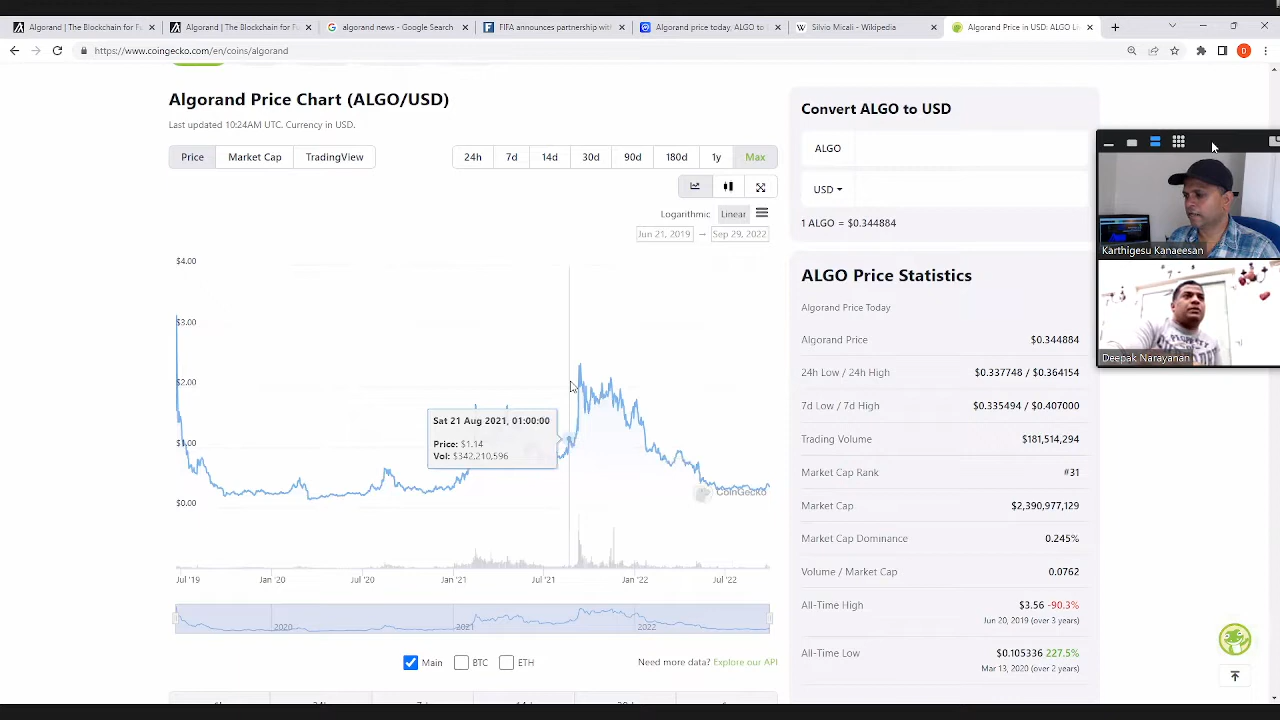 Algorand | The Blockchain for Fu
Algorand | The Blockchain for Fu
algorand news - Google Search
FIFA announces partnership with
Algorand price today, ALGO to
Silvio Micali - Wikipedia
Algorand Price in USD: ALGO Li
https://www.coingecko.com/en/coins/algorand
D
Algorand Price Chart (ALGO/USD)
Last updated 10:24AM UTC. Currency in USD.
Price
Market Cap
TradingView
24h
7d
14d
30d
90d
180d
1y
Max
Logarithmic
Linear
Jun 21, 2019 → Sep 29, 2022
$4.00
$3.00
$2.00
$1.00
$0.00
Sat 21 Aug 2021, 01:00:00
Price: $1.14
Vol: $342,210,596
CoinGecko
Jul '19
Jan '20
Jul '20
Jan '21
Jul '21
Jan '22
Jul '22
2020
2021
2022
Main
BTC
ETH
Need more data? Explore our API
Convert ALGO to USD
ALGO
USD
1 ALGO = $0.344884
ALGO Price Statistics
Algorand Price Today
Algorand Price $0.344884
24h Low / 24h High $0.337748 / $0.364154
7d Low / 7d High $0.335494 / $0.407000
Trading Volume $181,514,294
Market Cap Rank #31
Market Cap $2,390,977,129
Market Cap Dominance 0.245%
Volume / Market Cap 0.0762
All-Time High $3.56 -90.3%
Jun 20, 2019 (over 3 years)
All-Time Low $0.105336 227.5%
Mar 13, 2020 (over 2 years)
Karthigesu Kanaeesan
Deepak Narayanan